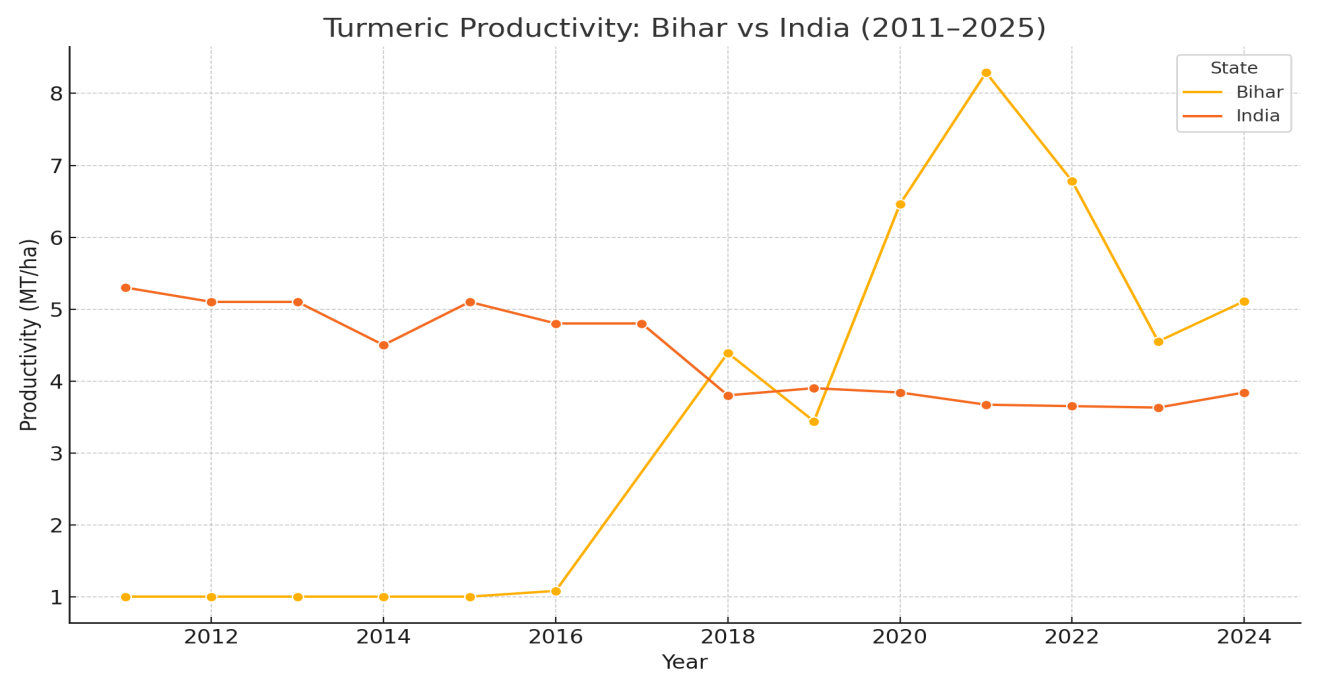 Turmeric Productivity: Bihar vs India (2011–2025)
State
Bihar
India
Productivity (MT/ha)
8
7
6
5
4
3
2
1
2012
2014
2016
2018
2020
2022
2024
Year